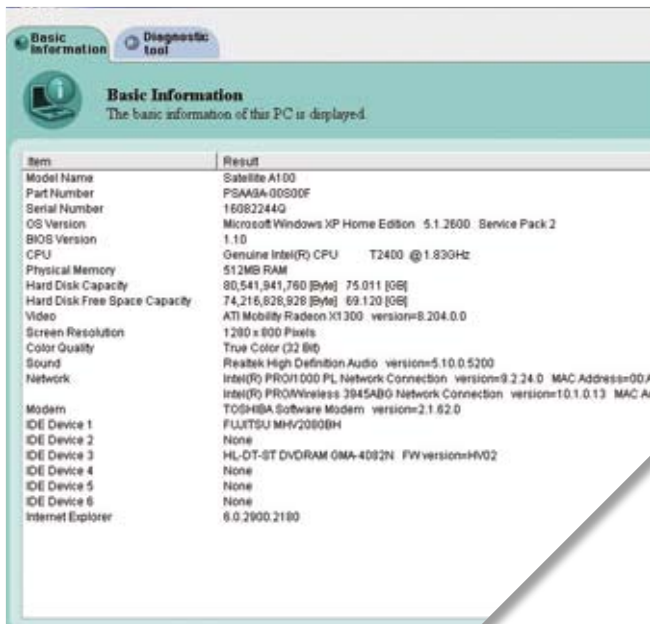 Basic
Information
Diagnostic
tool
Basic Information
The basic information of this PC is displayed.
Item Result
Model Name Satellite A100
Part Number PSAA9A-00S00F
Serial Number 16082244Q
OS Version Microsoft Windows XP Home Edition 5.1.2600 Service Pack 2
BIOS Version 1.10
CPU Genuine Intel(R) CPU T2400 @ 1.83GHz
Physical Memory 512MB RAM
Hard Disk Capacity 80,541,941,760 [Byte] 75.011 [GB]
Hard Disk Free Space Capacity 74,216,828,928 [Byte] 69.120 [GB]
Video ATI Mobility Radeon X1300 version=8.204.0.0
Screen Resolution 1280 x 800 Pixels
Color Quality True Color (32 Bit)
Sound Realtek High Definition Audio version=5.10.0.5200
Network Intel(R) PRO/1000 PL Network Connection version=9.2.24.0 MAC Address=00:A
Intel(R) PRO/Wireless 3945ABG Network Connection version=10.1.0.13 MAC A
Modem TOSHIBA Software Modem version=2.1.62.0
IDE Device 1 FUJITSU MHV2080BH
IDE Device 2 None
IDE Device 3 HL-DT-ST DVDRAM GMA-4082N FW version=HV02
IDE Device 4 None
IDE Device 5 None
IDE Device 6 None
Internet Explorer 6.0.2900.2180